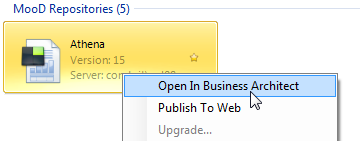 MooD Repositories (5)
Athena
Version: 15
Server:
Open In Business Architect
Publish To Web
Upgrade...